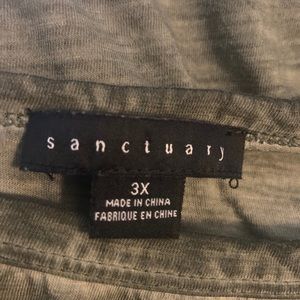 sanctuary
3X
MADE IN CHINA
FABRIQUE EN CHINE